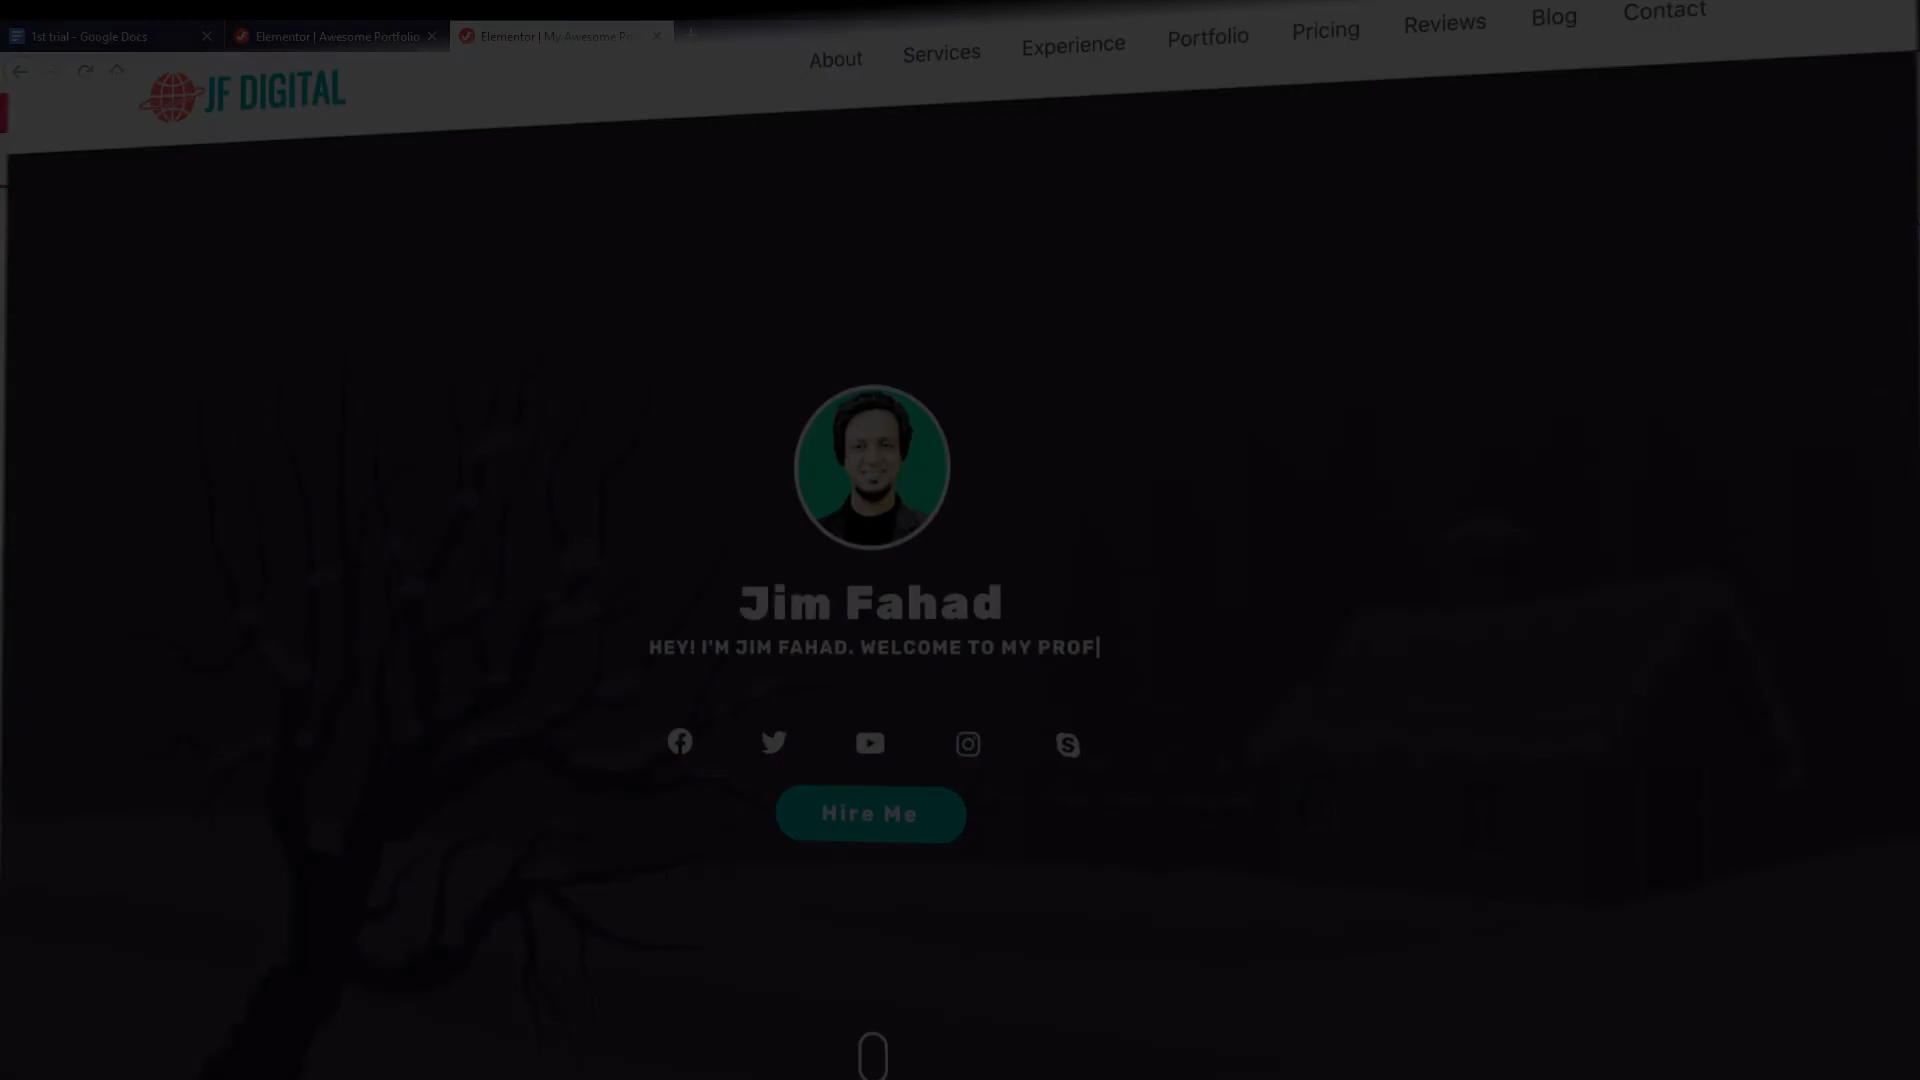 1st trial - Google Docs
Elementor | Awesome Portfolio
Elementor | My Awesome Po
JF DIGITAL
About
Services
Experience
Portfolio
Pricing
Reviews
Blog
Contact
Jim Fahad
HEY! I'M JIM FAHAD. WELCOME TO MY PROF|
Hire Me